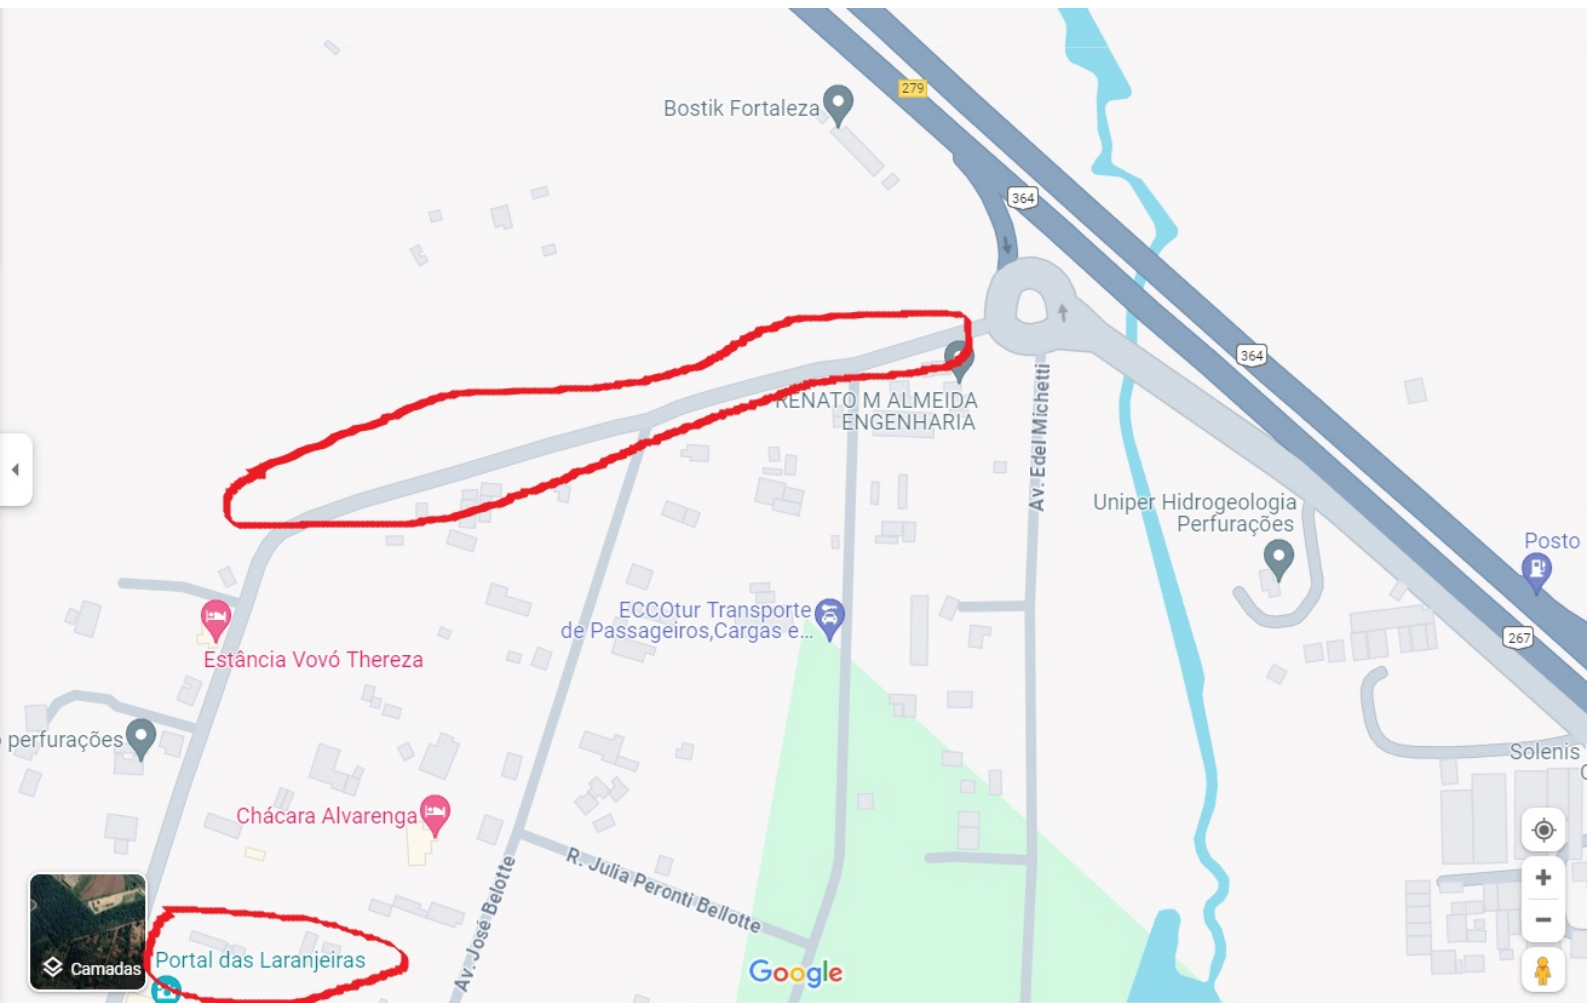 279
Bostik Fortaleza
364
364
RENATO M ALMEIDA
ENGENHARIA
Av. Edel Michetti
Uniper Hidrogeologia
Perfurações
Posto
ECCOtur Transporte
de Passageiros,Cargas e...
267
Estância Vovó Thereza
perfurações
Solenis
Chácara Alvarenga
R. Julia Peronti Bellotte
Av. José Belotte
Portal das Laranjeiras
Camadas
Google